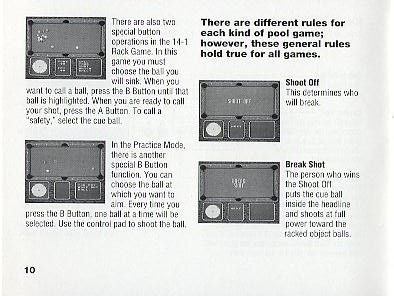 There are also two
special button
operations in the 14-1
Rack Game. In this
game you must
choose the ball you
will sink. When you
want to call a ball, press the B Button until that
ball is highlighted. When you are ready to call
your shot, press the A Button. To call a
"safety," select the cue ball.
In the Practice Mode,
there is another
special B Button
function. You can
choose the ball at
which you want to
aim. Every time you
press the B Button, one ball at a time will be
selected. Use the control pad to shoot the ball.
10
There are different rules for
each kind of pool game;
however, these general rules
hold true for all games.
SHOOT OFF
Shoot Off
This determines who
will break.
BREAK
SHOT
Break Shot
The person who wins
the Shoot Off
puts the cue ball
inside the headline
and shoots at full
power toward the
racked object balls.